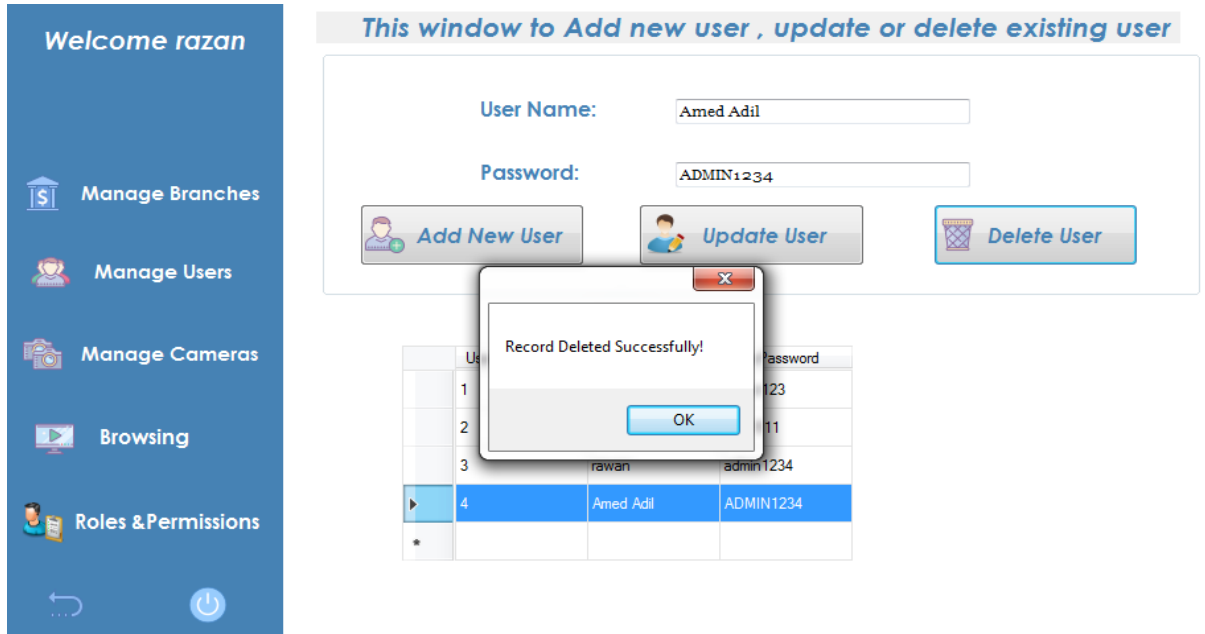 Welcome razan
Manage Branches
Manage Users
Manage Cameras
Browsing
Roles &Permissions
This window to Add new user , update or delete existing user
User Name: Amed Adil
Password: ADMIN1234
Add New User Update User Delete User
Record Deleted Successfully!
OK
Password
1
2
3 rawan admin1234
4 Amed Adil ADMIN1234
*